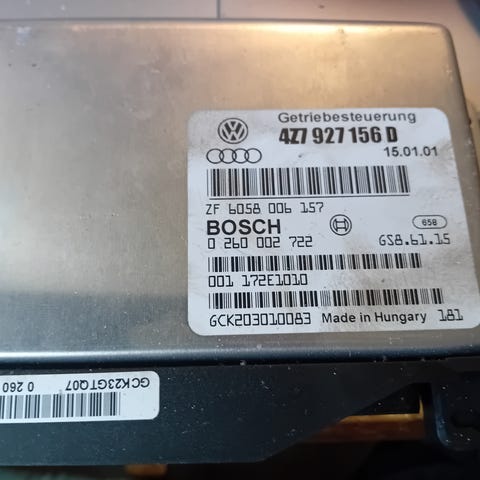 Getriebesteuerung
4Z7 927 156 D
15.01.01
ZF 6058 006 157
BOSCH
658
0 260 002 722 GS8.61.15
001 172E1010
GCK203010083 Made in Hungary 181
GCK23GTQ07
0 260